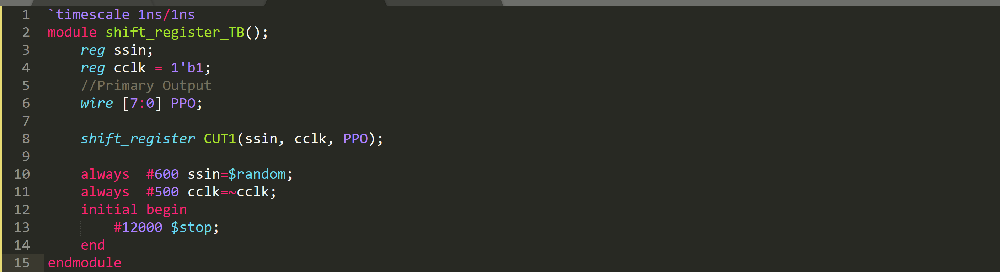 1 `timescale 1ns/1ns
2 module shift_register_TB();
3 reg ssin;
4 reg cclk = 1'b1;
5 //Primary Output
6 wire [7:0] PPO;
7
8 shift_register CUT1(ssin, cclk, PPO);
9
10 always  #600 ssin=$random;
11 always  #500 cclk=~cclk;
12 initial begin
13 #12000 $stop;
14 end
15 endmodule